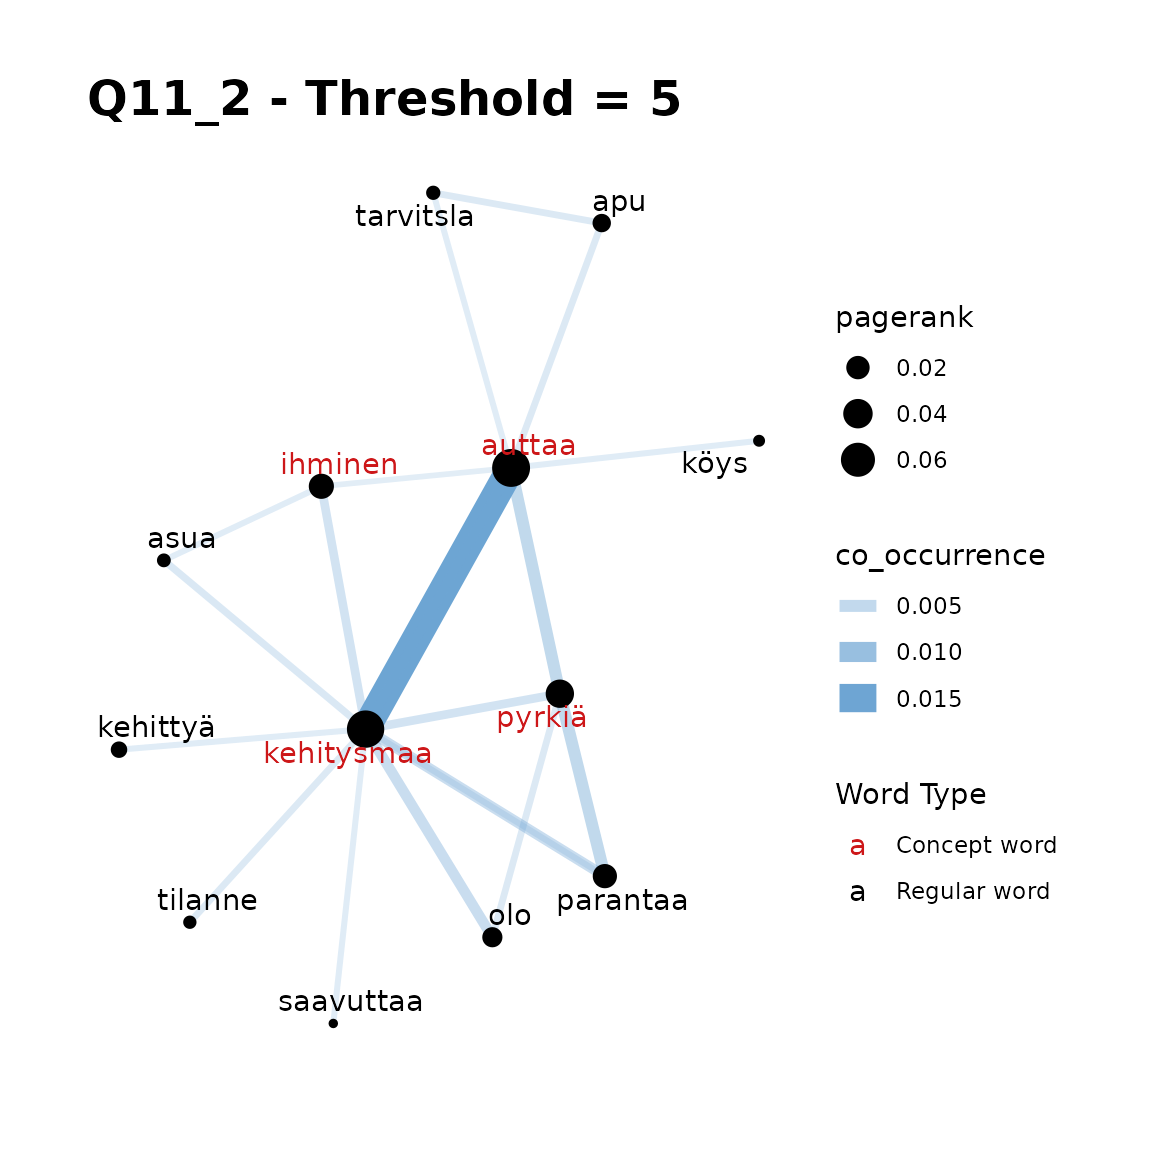 Q11_2 - Threshold = 5
tarvitsla
apu
auttaa
köys
ihminen
asua
kehittyä
kehitysmaa
pyrkiä
tilanne
olo
parantaa
saavuttaa
pagerank
0.02
0.04
0.06
co_occurrence
0.005
0.010
0.015
Word Type
a Concept word
a Regular word